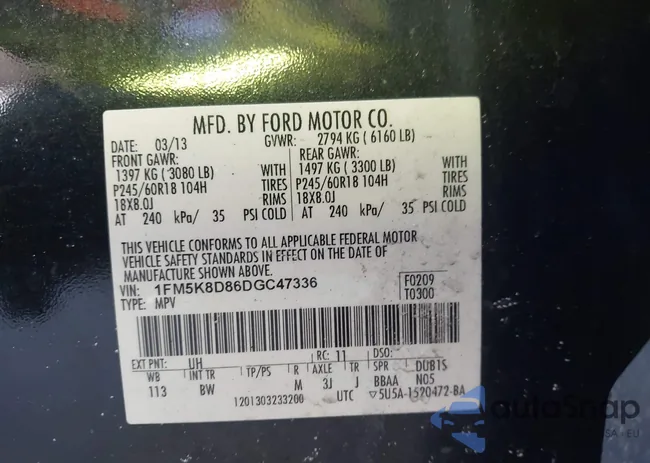 MFD. BY FORD MOTOR CO.
DATE: 03/13 GVWR: 2794 KG ( 6160 LB)
FRONT GAWR: REAR GAWR:
1397 KG ( 3080 LB) WITH 1497 KG ( 3300 LB) WITH
P245/60R18 104H TIRES P245/60R18 104H TIRES
18X8.0J RIMS 18X8.0J RIMS
AT 240 kPa/ 35 PSI COLD AT 240 kPa/ 35 PSI COLD
THIS VEHICLE CONFORMS TO ALL APPLICABLE FEDERAL MOTOR
VEHICLE SAFETY STANDARDS IN EFFECT ON THE DATE OF
MANUFACTURE SHOWN ABOVE.
VIN: 1FM5K8D86DGC47336 F0209
TYPE: MPV T0300
EXT PNT: UH RC: 11 DSO:
WB INT TR TP/PS R AXLE TR SPR DUB1S
113 BW M 3J J BBAA N05
1201303233200 UTC ▽5U5A-1520472-BA
autoSnap